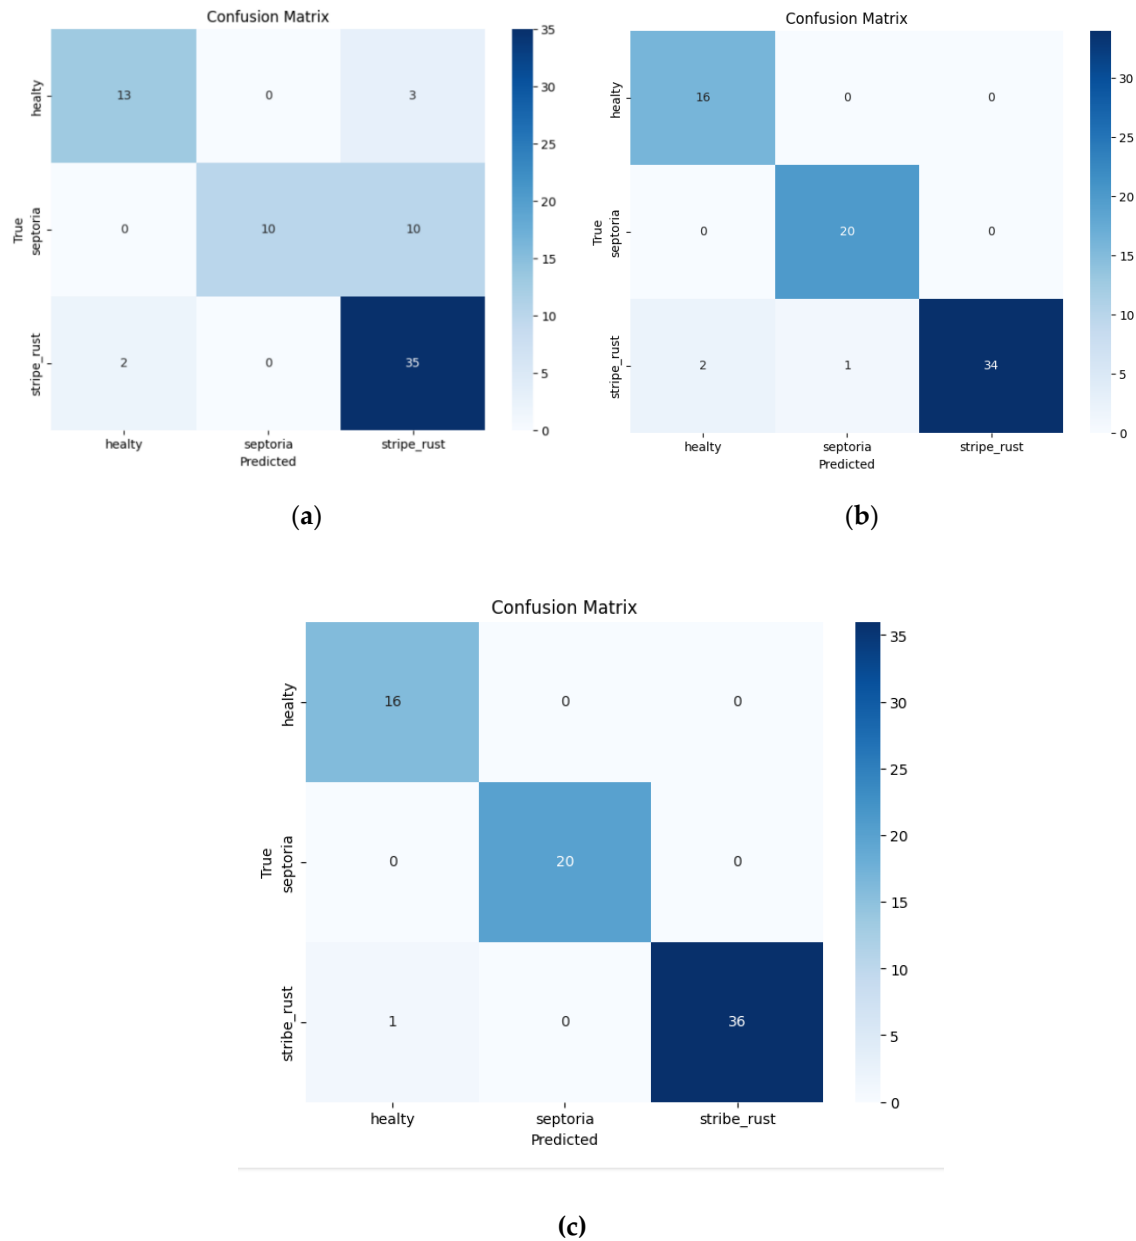 Confusion Matrix
healty
13 0 3
35
30
25
20
15
10
5
0
True
septoria
0 10 10
stripe_rust
2 0 35
healty septoria stripe_rust
Predicted
(a)
Confusion Matrix
healty
16 0 0
30
25
20
15
10
5
0
True
septoria
0 20 0
stripe_rust
2 1 34
healty septoria stripe_rust
Predicted
(b)
Confusion Matrix
healty
16 0 0
35
30
25
20
15
10
5
0
True
septoria
0 20 0
stribe_rust
1 0 36
healty septoria stribe_rust
Predicted
(c)